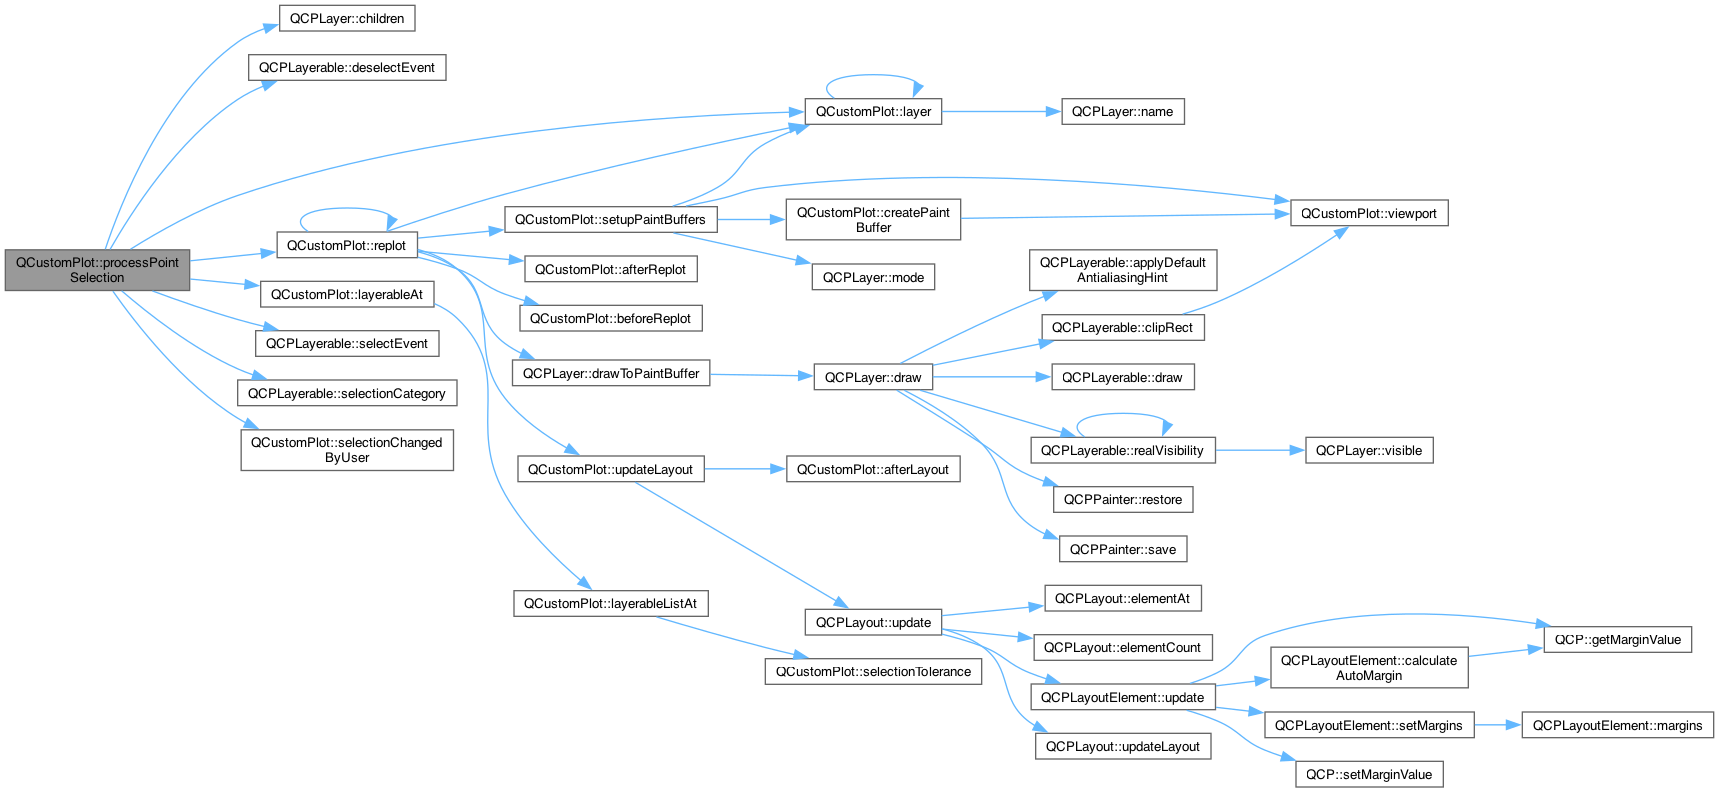 QCustomPlot::processPoint
Selection
QCPLayer::children
QCPLayerable::deselectEvent
QCustomPlot::layer
QCPLayer::name
QCustomPlot::replot
QCustomPlot::setupPaintBuffers
QCustomPlot::createPaint
Buffer
QCustomPlot::viewport
QCPLayer::mode
QCustomPlot::afterReplot
QCustomPlot::beforeReplot
QCPLayer::drawToPaintBuffer
QCPLayer::draw
QCPLayerable::applyDefault
AntialiasingHint
QCPLayerable::clipRect
QCPLayerable::draw
QCPLayerable::realVisibility
QCPLayer::visible
QCPPainter::restore
QCPPainter::save
QCustomPlot::updateLayout
QCustomPlot::afterLayout
QCPLayout::update
QCPLayout::elementAt
QCPLayout::elementCount
QCPLayoutElement::update
QCP::getMarginValue
QCPLayoutElement::calculate
AutoMargin
QCPLayoutElement::setMargins
QCPLayoutElement::margins
QCP::setMarginValue
QCPLayout::updateLayout
QCustomPlot::layerableAt
QCustomPlot::layerableListAt
QCustomPlot::selectionTolerance
QCPLayerable::selectEvent
QCPLayerable::selectionCategory
QCustomPlot::selectionChanged
ByUser